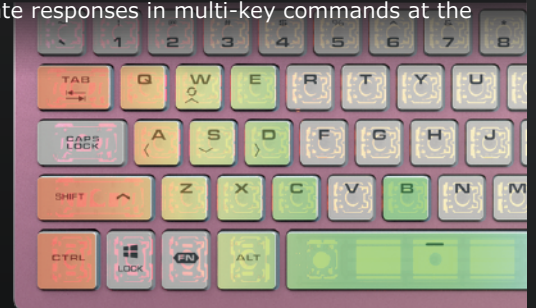 te responses in multi-key commands at the
1 2 3 4 5 6 7 8
TAB Q W E R T Y U
CAPS LOCK A S D F G H J
SHIFT Z X C V B N M
CTRL LOCK FN ALT